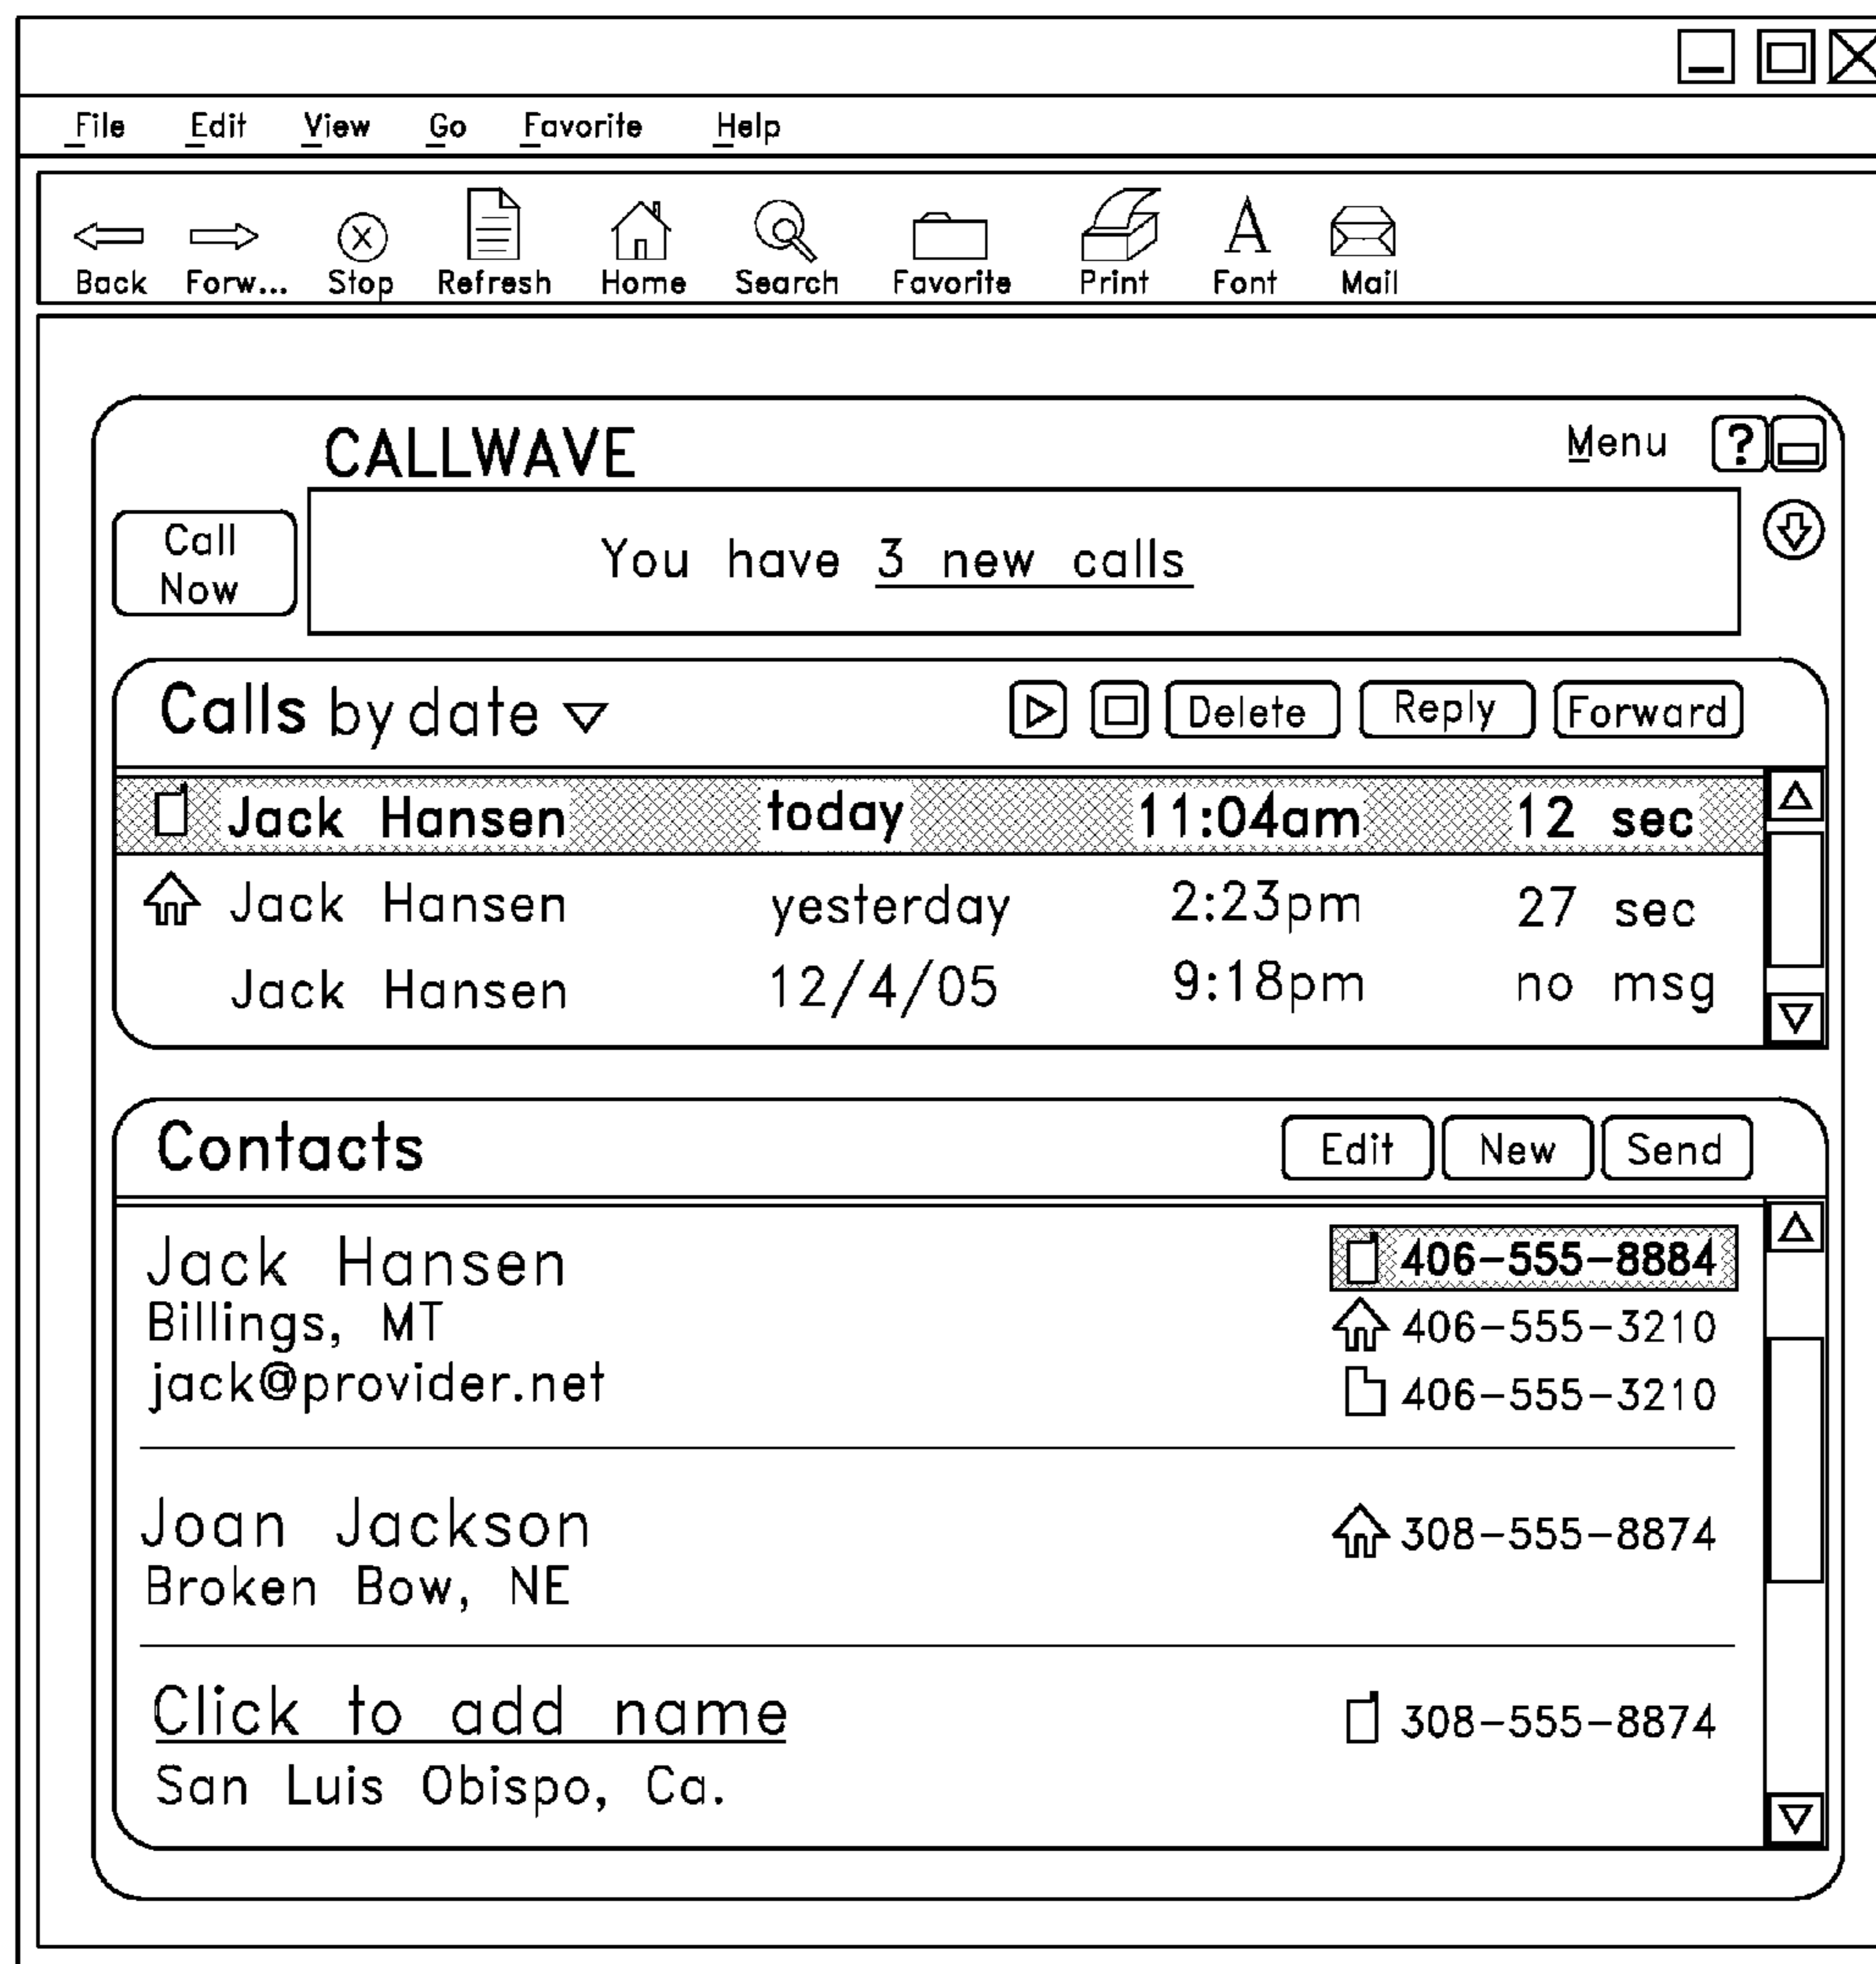 File Edit View Go Favorite Help
Back Forw... Stop Refresh Home Search Favorite Print Font Mail
CALLWAVE Menu ?
Call
Now
You have 3 new calls
Calls by date Delete Reply Forward
Jack Hansen today 11:04am 12 sec
Jack Hansen yesterday 2:23pm 27 sec
Jack Hansen 12/4/05 9:18pm no msg
Contacts Edit New Send
Jack Hansen 406-555-8884
Billings, MT 406-555-3210
jack@provider.net 406-555-3210
Joan Jackson 308-555-8874
Broken Bow, NE
Click to add name 308-555-8874
San Luis Obispo, Ca.